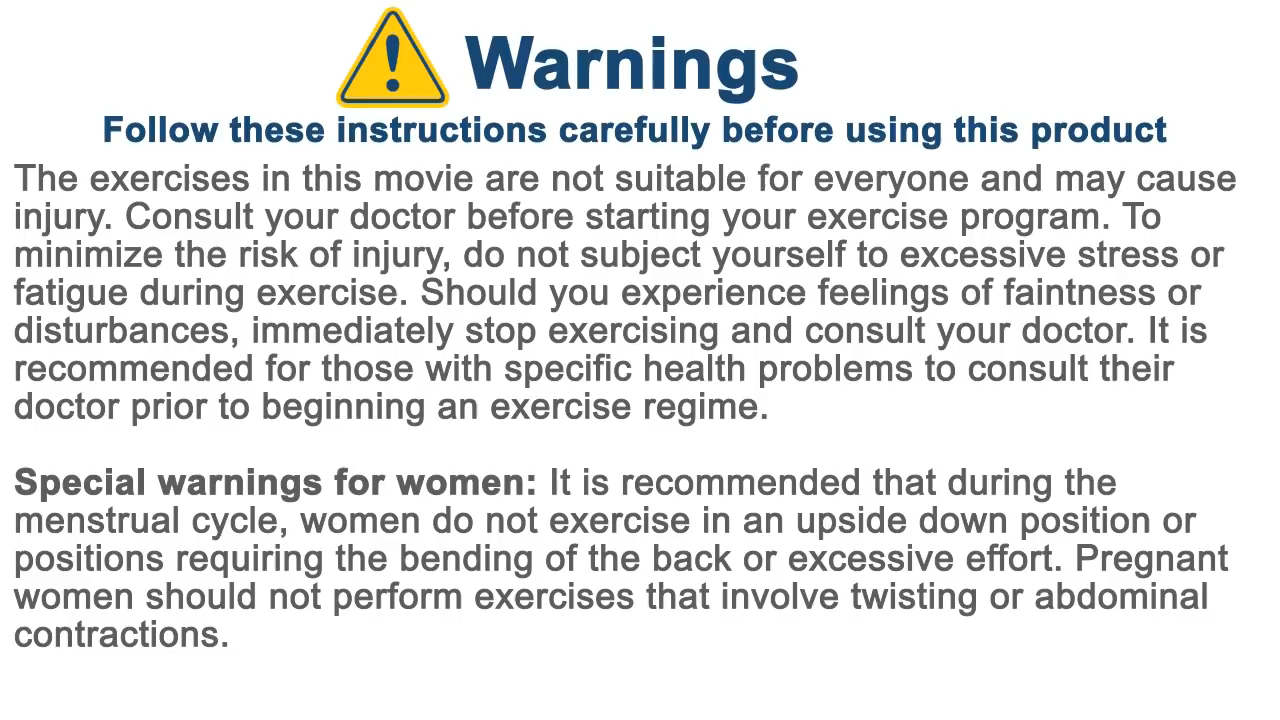 Warnings
Follow these instructions carefully before using this product
The exercises in this movie are not suitable for everyone and may cause
injury. Consult your doctor before starting your exercise program. To
minimize the risk of injury, do not subject yourself to excessive stress or
fatigue during exercise. Should you experience feelings of faintness or
disturbances, immediately stop exercising and consult your doctor. It is
recommended for those with specific health problems to consult their
doctor prior to beginning an exercise regime.
Special warnings for women: It is recommended that during the
menstrual cycle, women do not exercise in an upside down position or
positions requiring the bending of the back or excessive effort. Pregnant
women should not perform exercises that involve twisting or abdominal
contractions.